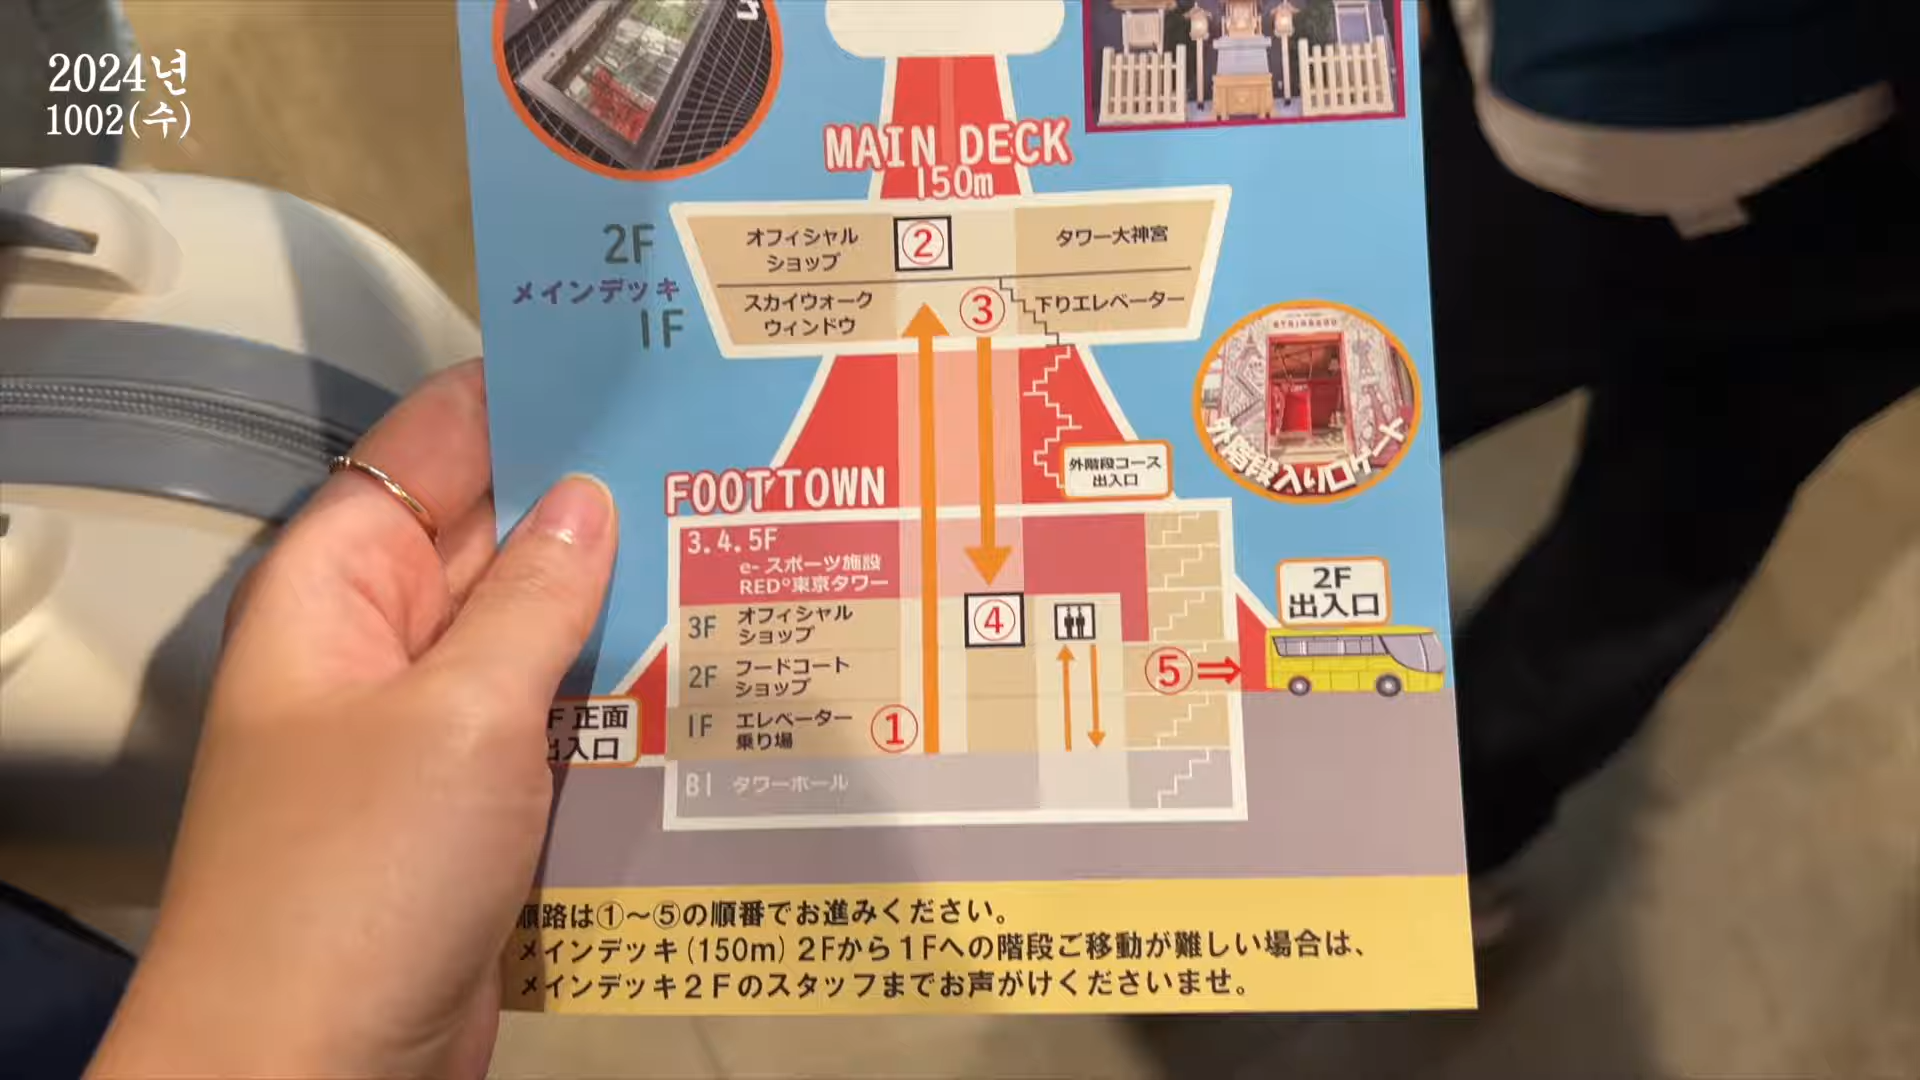 2024년
1002(수)
MAIN DECK
150m
2F
オフィシャル
ショップ
②
タワー大神宮
メインデッキ
1F
スカイウォーク
ウィンドウ
③
下りエレベーター
外階段入り口ゲート
外階段コース
出入口
FOOT TOWN
3.4.5F
e-スポーツ施設
RED°東京タワー
3F オフィシャル
ショップ
④
2F
出入口
2F フードコート
ショップ
⑤
F 正面
出入口
1F エレベーター
乗り場
①
B1 タワーホール
順路は①〜⑤の順番でお進みください。
メインデッキ(150m)2Fから1Fへの階段ご移動が難しい場合は、
メインデッキ2Fのスタッフまでお声がけくださいませ。